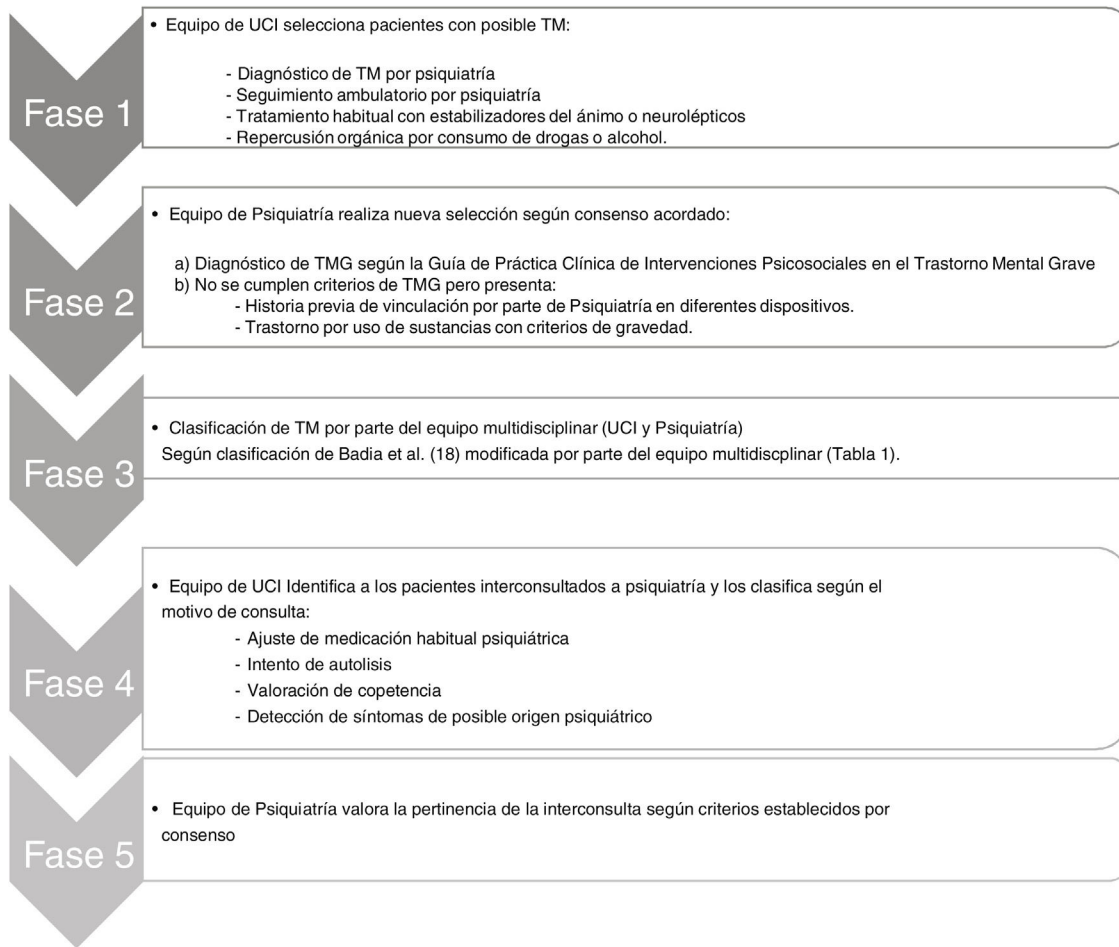 Fase 1
• Equipo de UCI selecciona pacientes con posible TM:
- Diagnóstico de TM por psiquiatría
- Seguimiento ambulatorio por psiquiatría
- Tratamiento habitual con estabilizadores del ánimo o neurolépticos
- Repercusión orgánica por consumo de drogas o alcohol.
Fase 2
• Equipo de Psiquiatría realiza nueva selección según consenso acordado:
a) Diagnóstico de TMG según la Guía de Práctica Clínica de Intervenciones Psicosociales en el Trastorno Mental Grave
b) No se cumplen criterios de TMG pero presenta:
- Historia previa de vinculación por parte de Psiquiatría en diferentes dispositivos.
- Trastorno por uso de sustancias con criterios de gravedad.
Fase 3
• Clasificación de TM por parte del equipo multidisciplinar (UCI y Psiquiatría)
Según clasificación de Badia et al. (18) modificada por parte del equipo multidiscplinar (Tabla 1).
Fase 4
• Equipo de UCI Identifica a los pacientes interconsultados a psiquiatría y los clasifica según el
motivo de consulta:
- Ajuste de medicación habitual psiquiátrica
- Intento de autolisis
- Valoración de copetencia
- Detección de síntomas de posible origen psiquiátrico
Fase 5
• Equipo de Psiquiatría valora la pertinencia de la interconsulta según criterios establecidos por
consenso